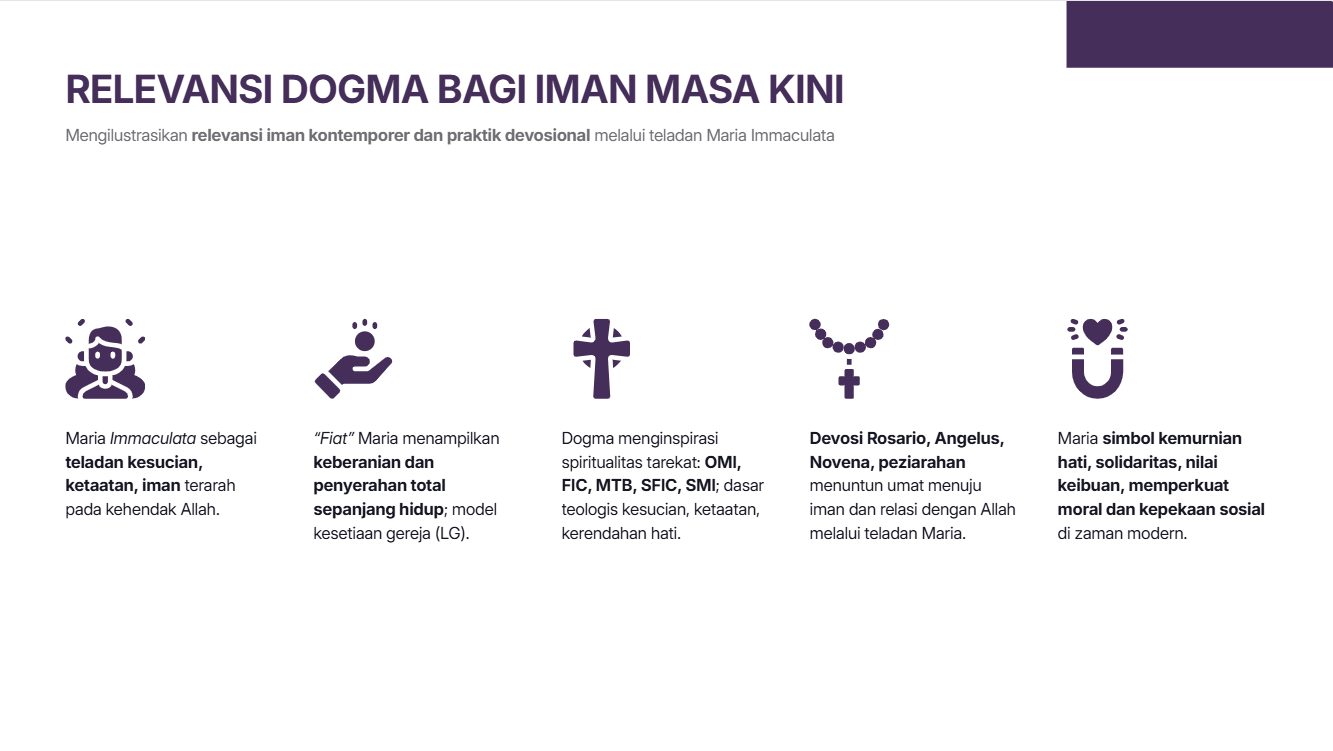 RELEVANSI DOGMA BAGI IMAN MASA KINI
Mengilustrasikan relevansi iman kontemporer dan praktik devosional melalui teladan Maria Immaculata
Maria Immaculata sebagai
teladan kesucian,
ketaatan, iman terarah
pada kehendak Allah.
“Fiat” Maria menampilkan
keberanian dan
penyerahan total
sepanjang hidup; model
kesetiaan gereja (LG).
Dogma menginspirasi
spiritualitas tarekat: OMI,
FIC, MTB, SFIC, SMI; dasar
teologis kesucian, ketaatan,
kerendahan hati.
Devosi Rosario, Angelus,
Novena, peziarahan
menuntun umat menuju
iman dan relasi dengan Allah
melalui teladan Maria.
Maria simbol kemurnian
hati, solidaritas, nilai
keibuan, memperkuat
moral dan kepekaan sosial
di zaman modern.